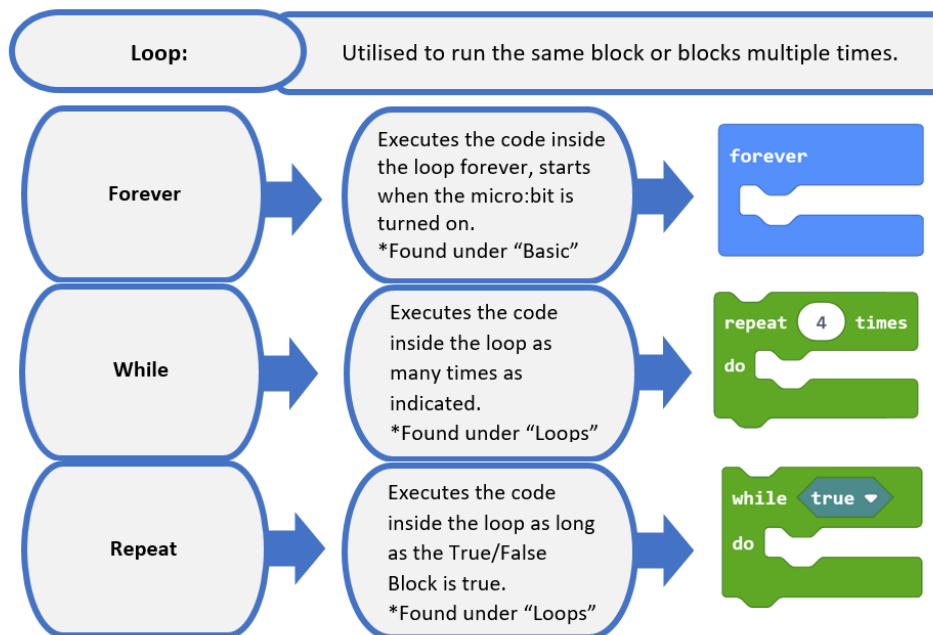 Loop:
Utilised to run the same block or blocks multiple times.
Forever
Executes the code inside
the loop forever, starts
when the micro:bit is
turned on.
*Found under “Basic”
forever
While
Executes the code
inside the loop as
many times as
indicated.
*Found under “Loops”
repeat 4 times
do
Repeat
Executes the code
inside the loop as long
as the True/False
Block is true.
*Found under “Loops”
while true
do